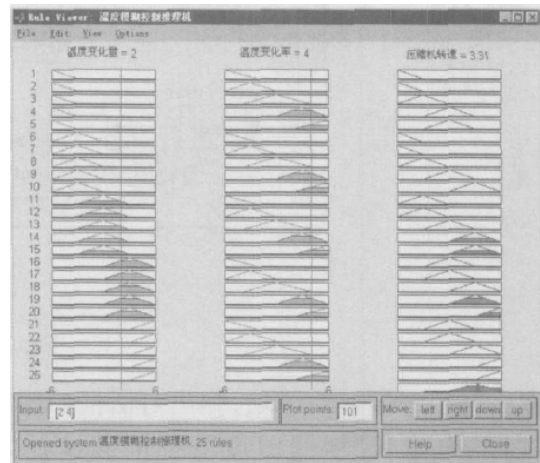 Rule Viewer: 温度模糊控制推理机
File Edit View Options
温度变化量 = 2
温度变化率 = 4
压缩机转速 = 3.31
1
2
3
4
5
6
7
8
9
10
11
12
13
14
15
16
17
18
19
20
21
22
23
24
25
-6
6
-6
6
Input: [2 4]
Plot points: 101
Move: left right down up
Opened system 温度模糊控制推理机, 25 rules
Help
Close